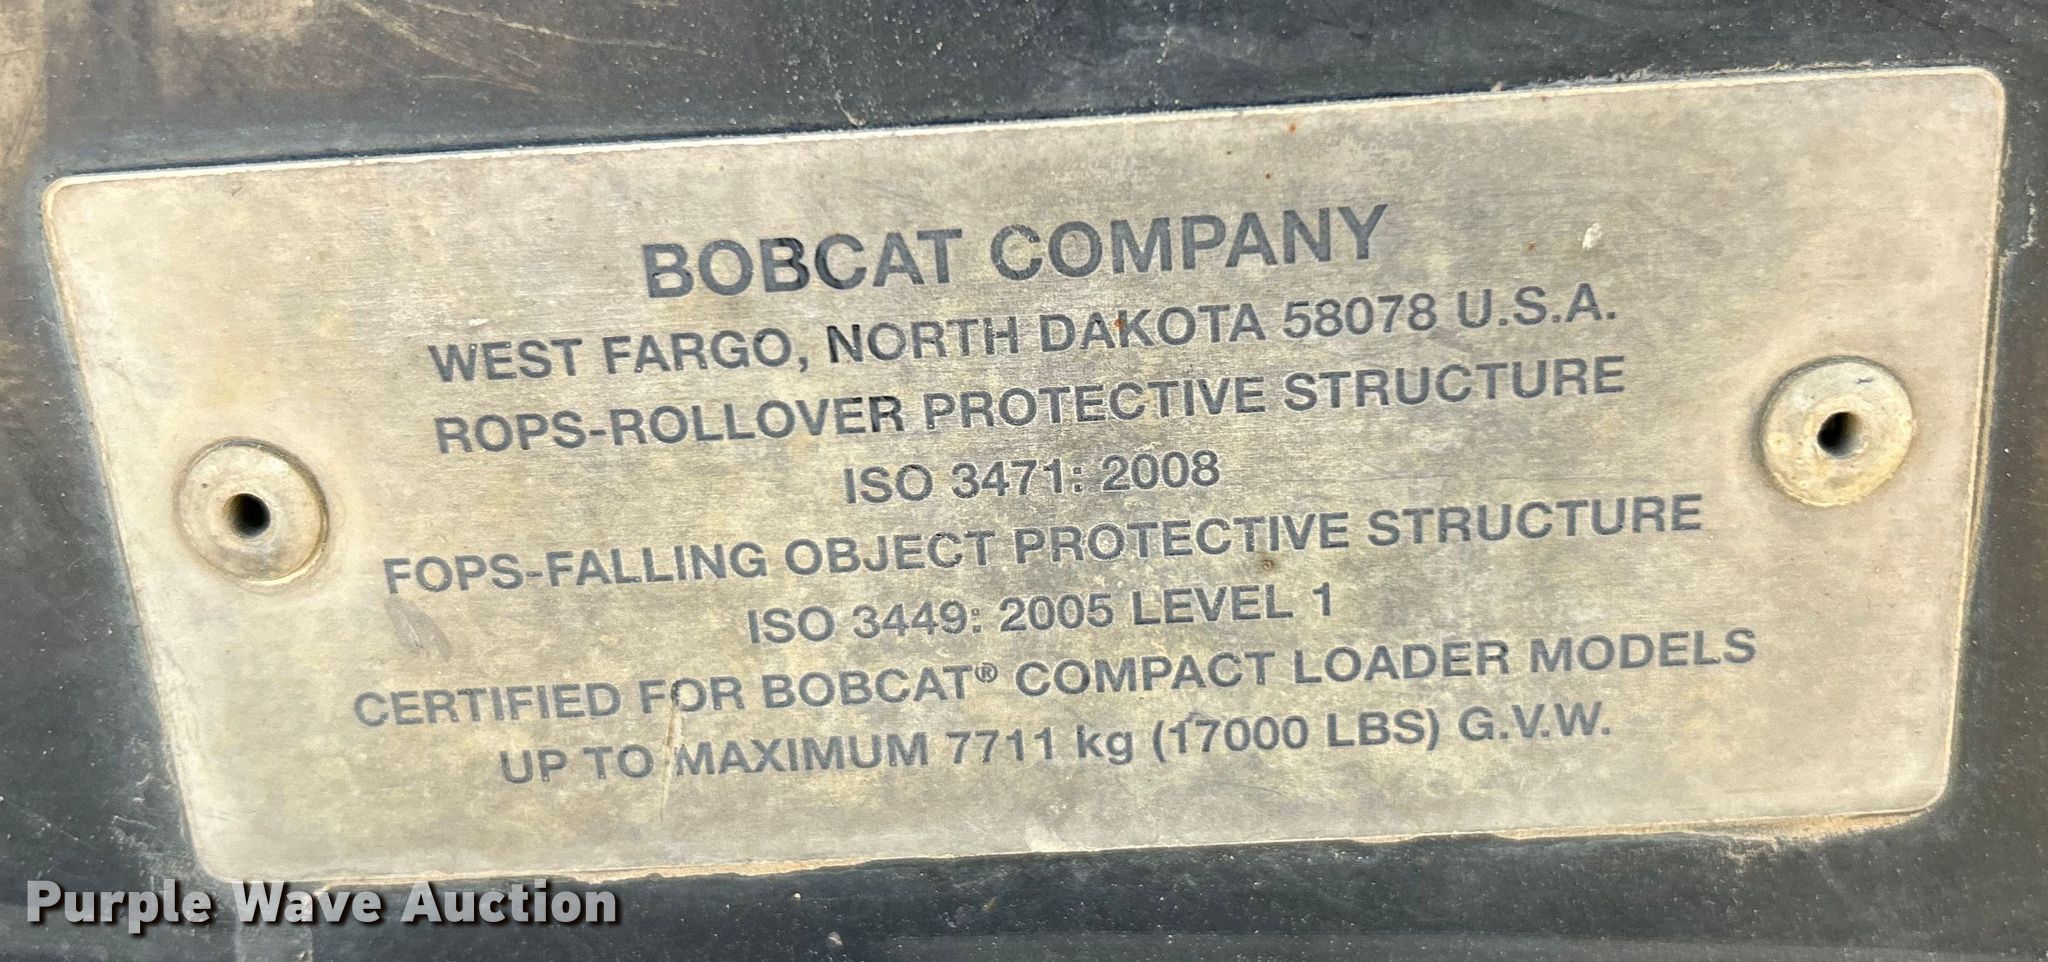 BOBCAT COMPANY
WEST FARGO, NORTH DAKOTA 58078 U.S.A.
ROPS-ROLLOVER PROTECTIVE STRUCTURE
ISO 3471: 2008
FOPS-FALLING OBJECT PROTECTIVE STRUCTURE
ISO 3449: 2005 LEVEL 1
CERTIFIED FOR BOBCAT® COMPACT LOADER MODELS
UP TO MAXIMUM 7711 kg (17000 LBS) G.V.W.
Purple Wave Auction